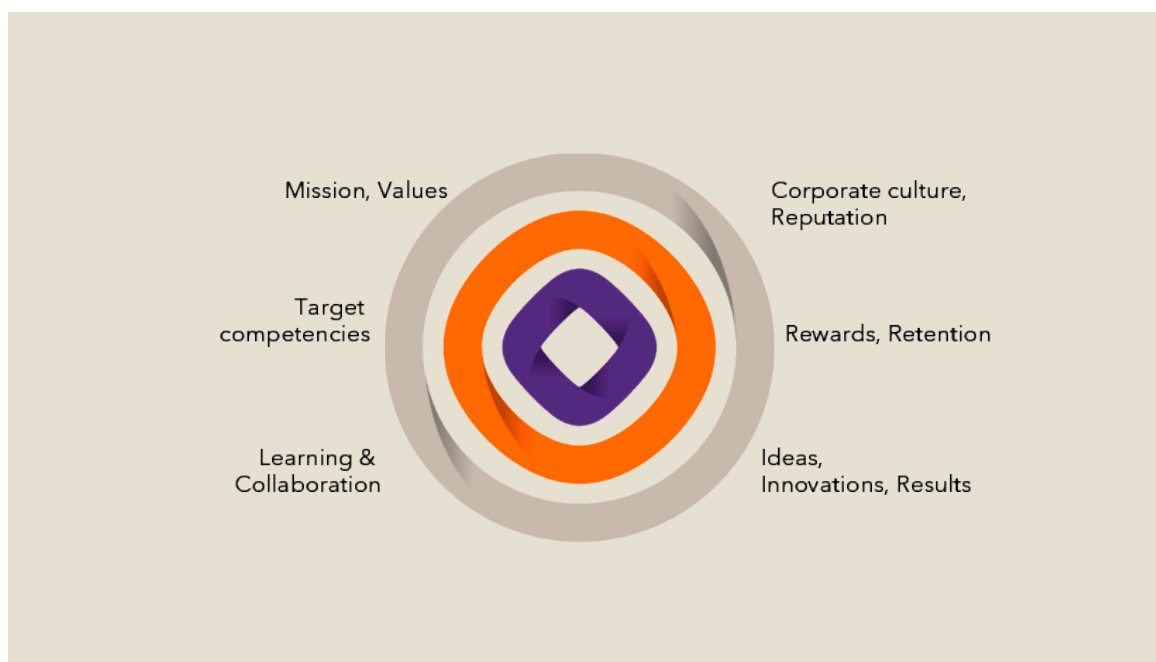 Mission, Values
Corporate culture,
Reputation
Target
competencies
Rewards, Retention
Learning &
Collaboration
Ideas,
Innovations, Results